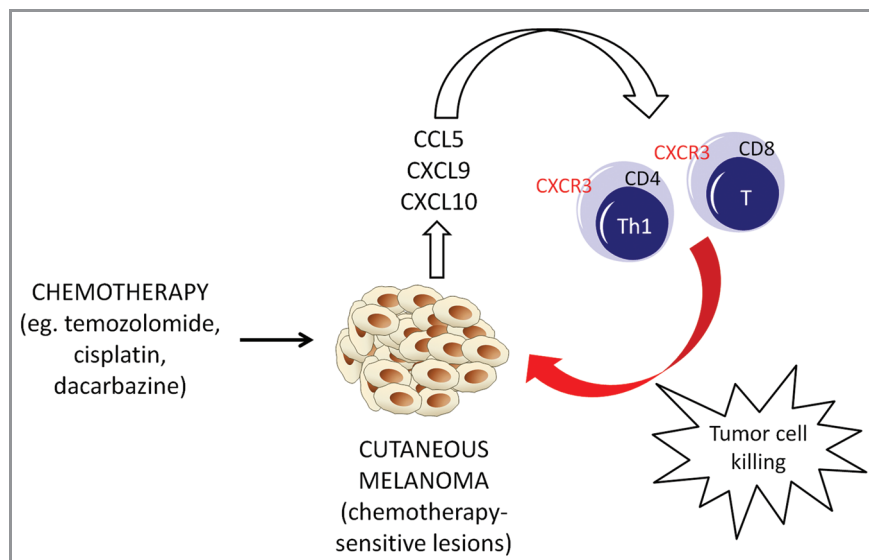 CCL5
CXCL9
CXCL10
CXCR3
CD8
T
CXCR3
CD4
Th1
CHEMOTHERAPY
(eg. temozolomide,
cisplatin,
dacarbazine)
CUTANEOUS
MELANOMA
(chemotherapy-
sensitive lesions)
Tumor cell
killing